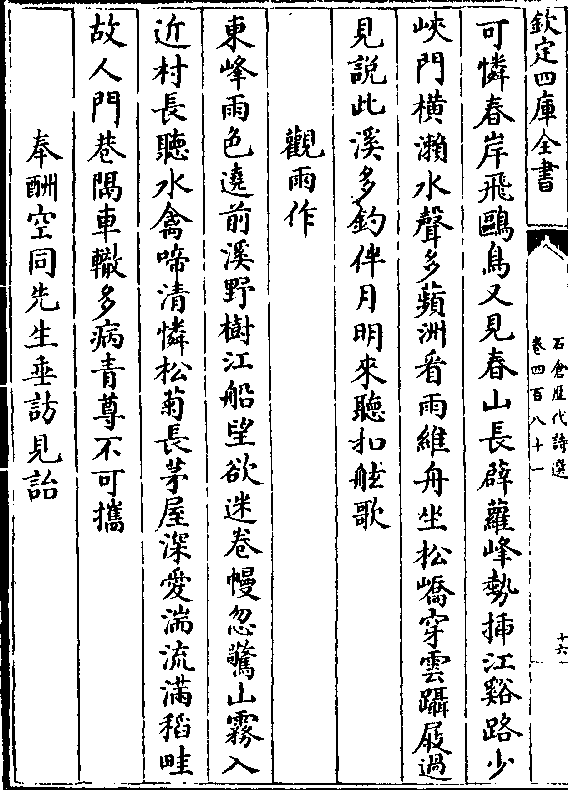 欽定四庫全書
石倉歷代詩選
卷四百八十一
十六
可憐春岸飛鷗鳥又見春山長薜蘿峰勢插江谿路少
峽門橫瀨水聲多蘋洲看雨維舟坐松嶠穿雲躡屐過
見說此溪多釣伴月明來聽扣舷歌
觀雨作
東峰雨色遶前溪野樹江船望欲迷卷幔忽驚山霧入
近村長聽水禽啼清憐松菊長茅屋深愛湍流滿稻畦
故人門巷隅車轍多病青尊不可攜
奉酬空同先生垂訪見詒